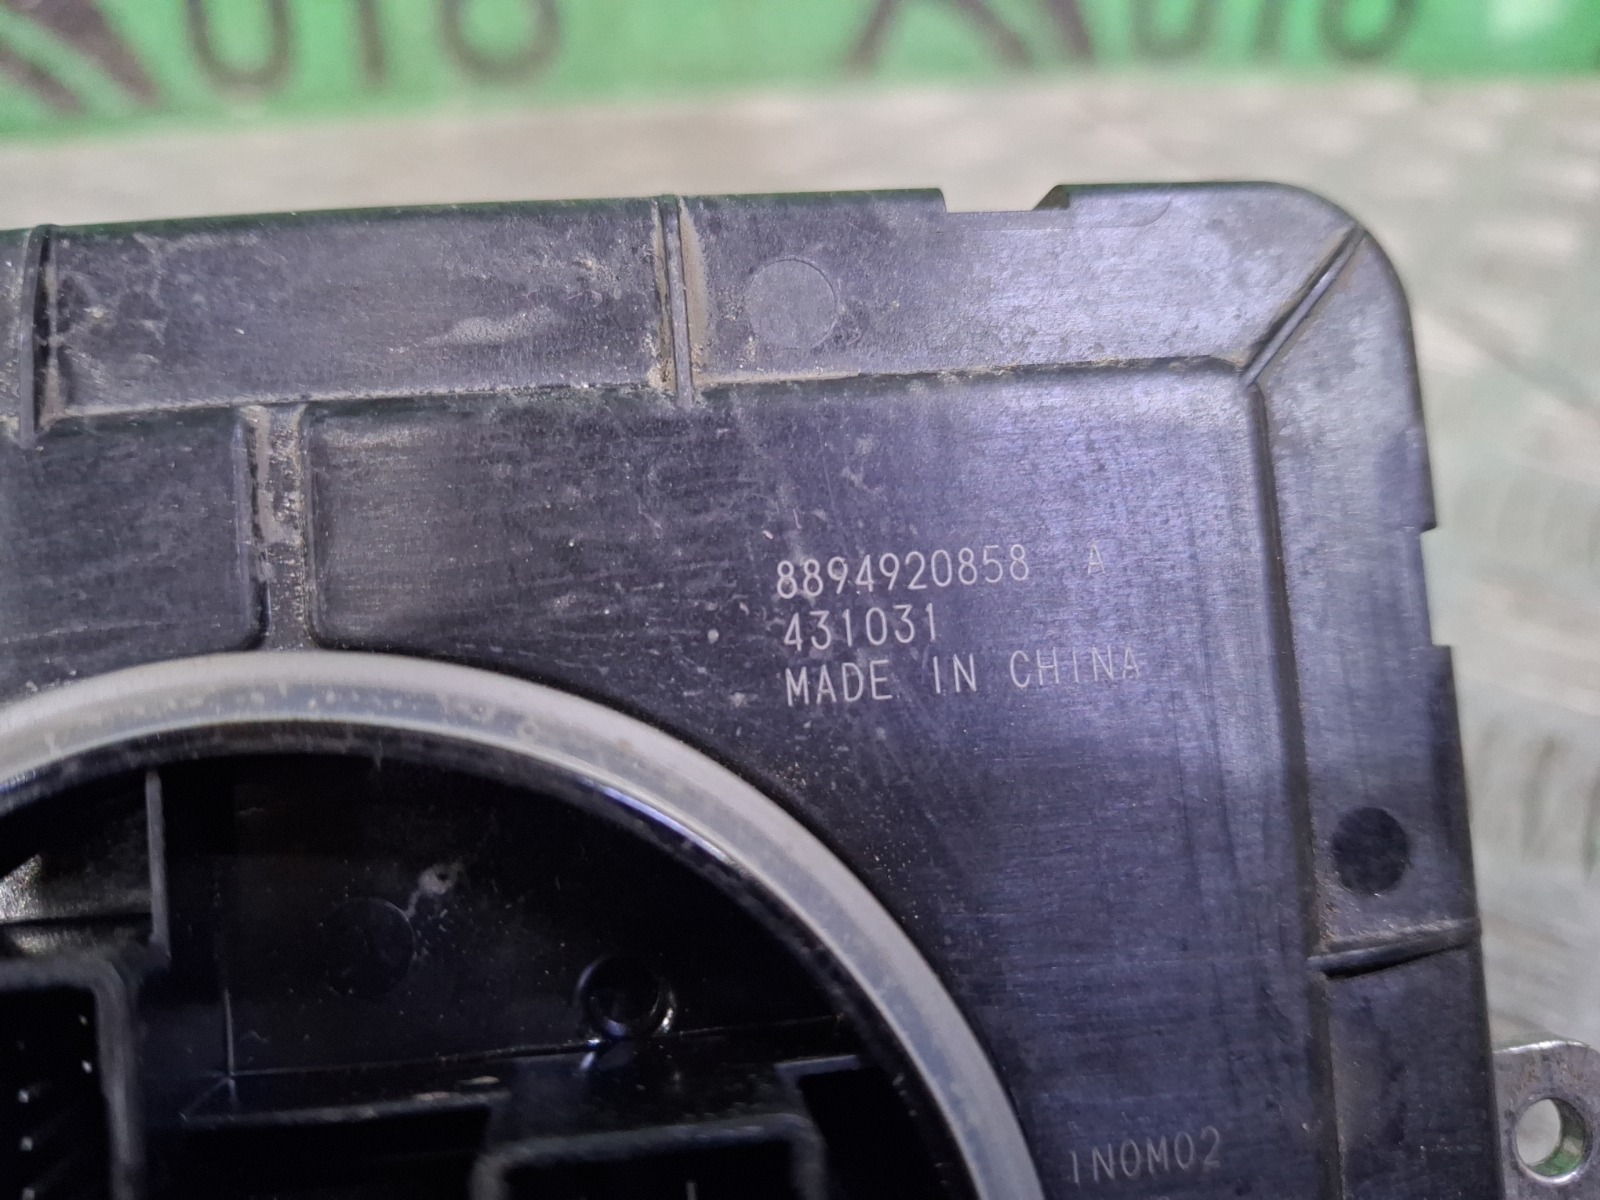 8894920858 A
431031
MADE IN CHINA
1N0M02